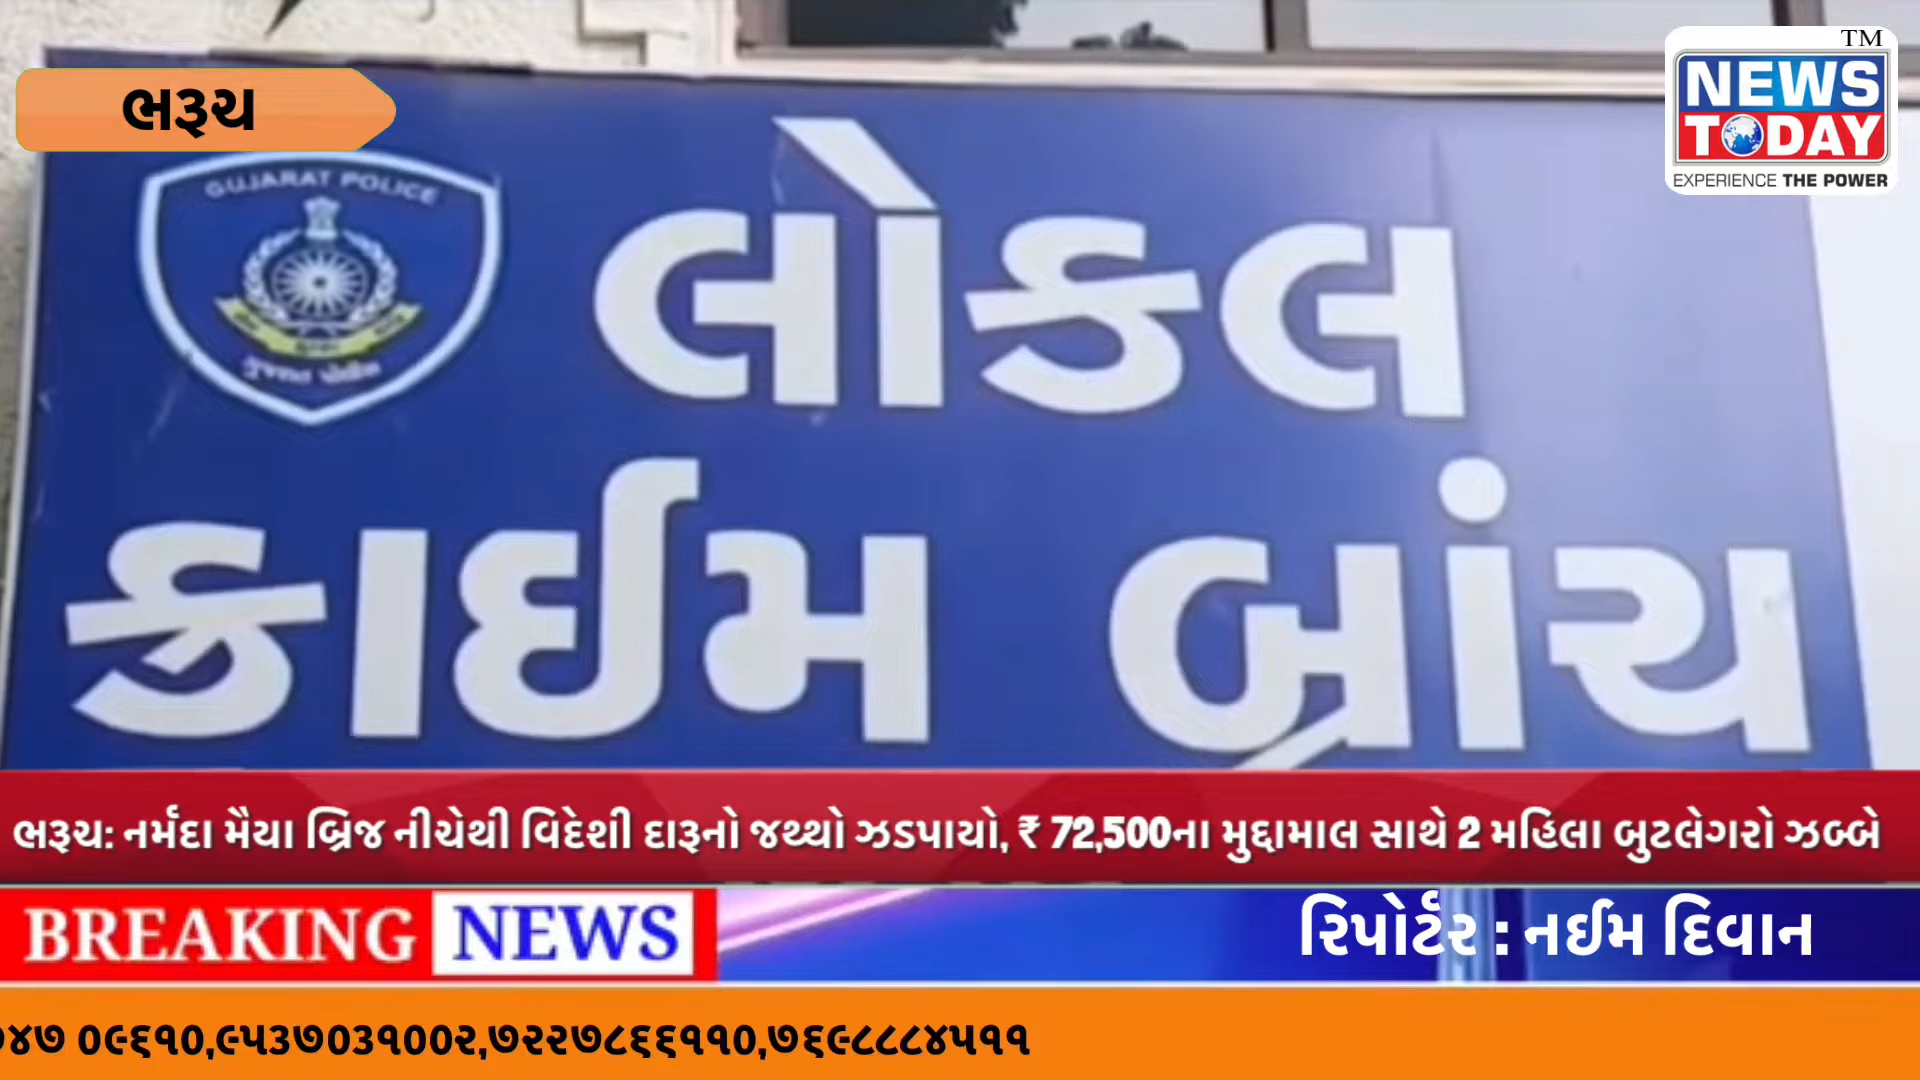 ભરૂચ
TM
NEWS
TODAY
EXPERIENCE THE POWER
GUJARAT POLICE
ગુજરાત પોલીસ
લોકલ
ક્રાઈમ બ્રાંચ
ભરૂચ: નર્મદા મૈયા બ્રિજ નીચેથી વિદેશી દારૂનો જથ્થો ઝડપાયો, ₹ 72,500ના મુદ્દામાલ સાથે 2 મહિલા બુટલેગરો ઝબ્બે
BREAKING NEWS
રિપોર્ટર : નઈમ દિવાન
૪૭ ૦૯૬૧૦,૯૫૩૭૦૩૧૦૦૨,૭૨૨૭૮૬૬૧૧૦,૭૬૯૮૮૮૪૫૧૧